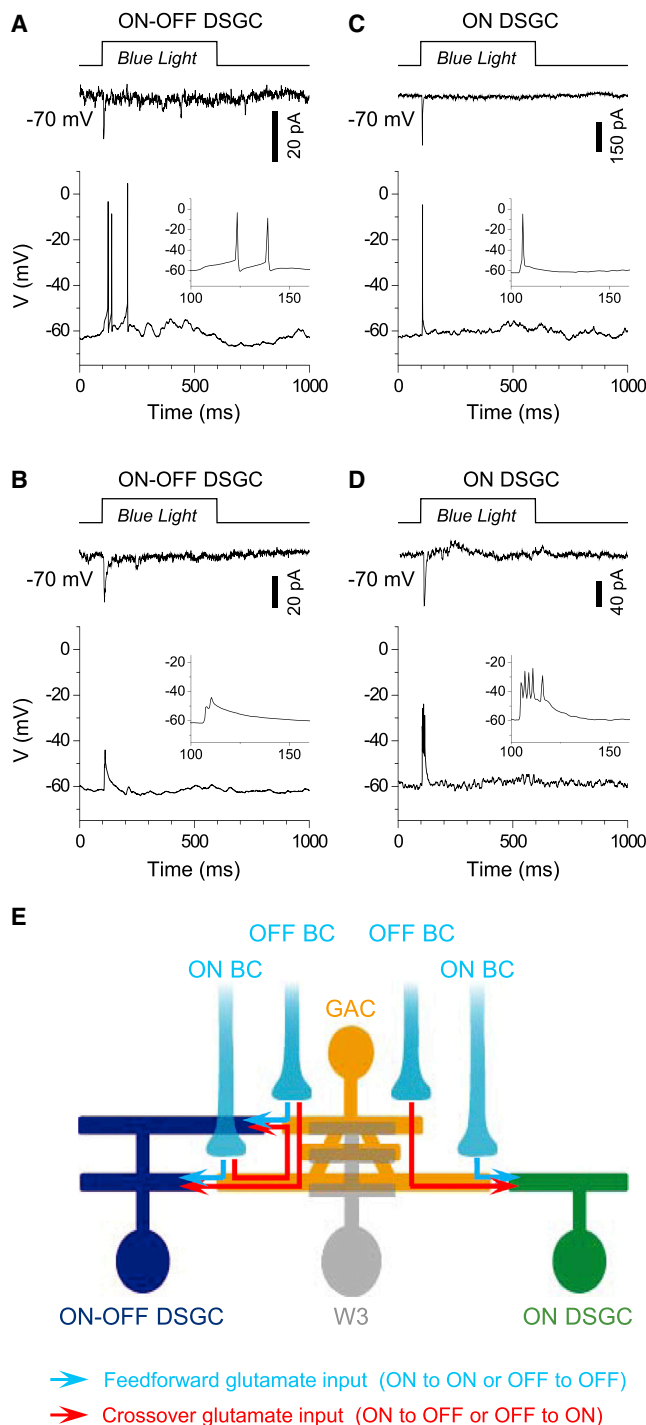 A
ON-OFF DSGC
Blue Light
-70 mV
20 pA
0
-20
-40
-60
V (mV)
0
-20
-40
-60
100
150
0
500
1000
Time (ms)
C
ON DSGC
Blue Light
-70 mV
150 pA
0
-20
-40
-60
0
-20
-40
-60
100
150
0
500
1000
Time (ms)
B
ON-OFF DSGC
Blue Light
-70 mV
20 pA
0
-20
-40
-60
V (mV)
-20
-40
-60
100
150
0
500
1000
Time (ms)
D
ON DSGC
Blue Light
-70 mV
40 pA
0
-20
-40
-60
-20
-40
-60
100
150
0
500
1000
Time (ms)
E
OFF BC OFF BC
ON BC ON BC
GAC
ON-OFF DSGC W3 ON DSGC
Feedforward glutamate input (ON to ON or OFF to OFF)
Crossover glutamate input (ON to OFF or OFF to ON)